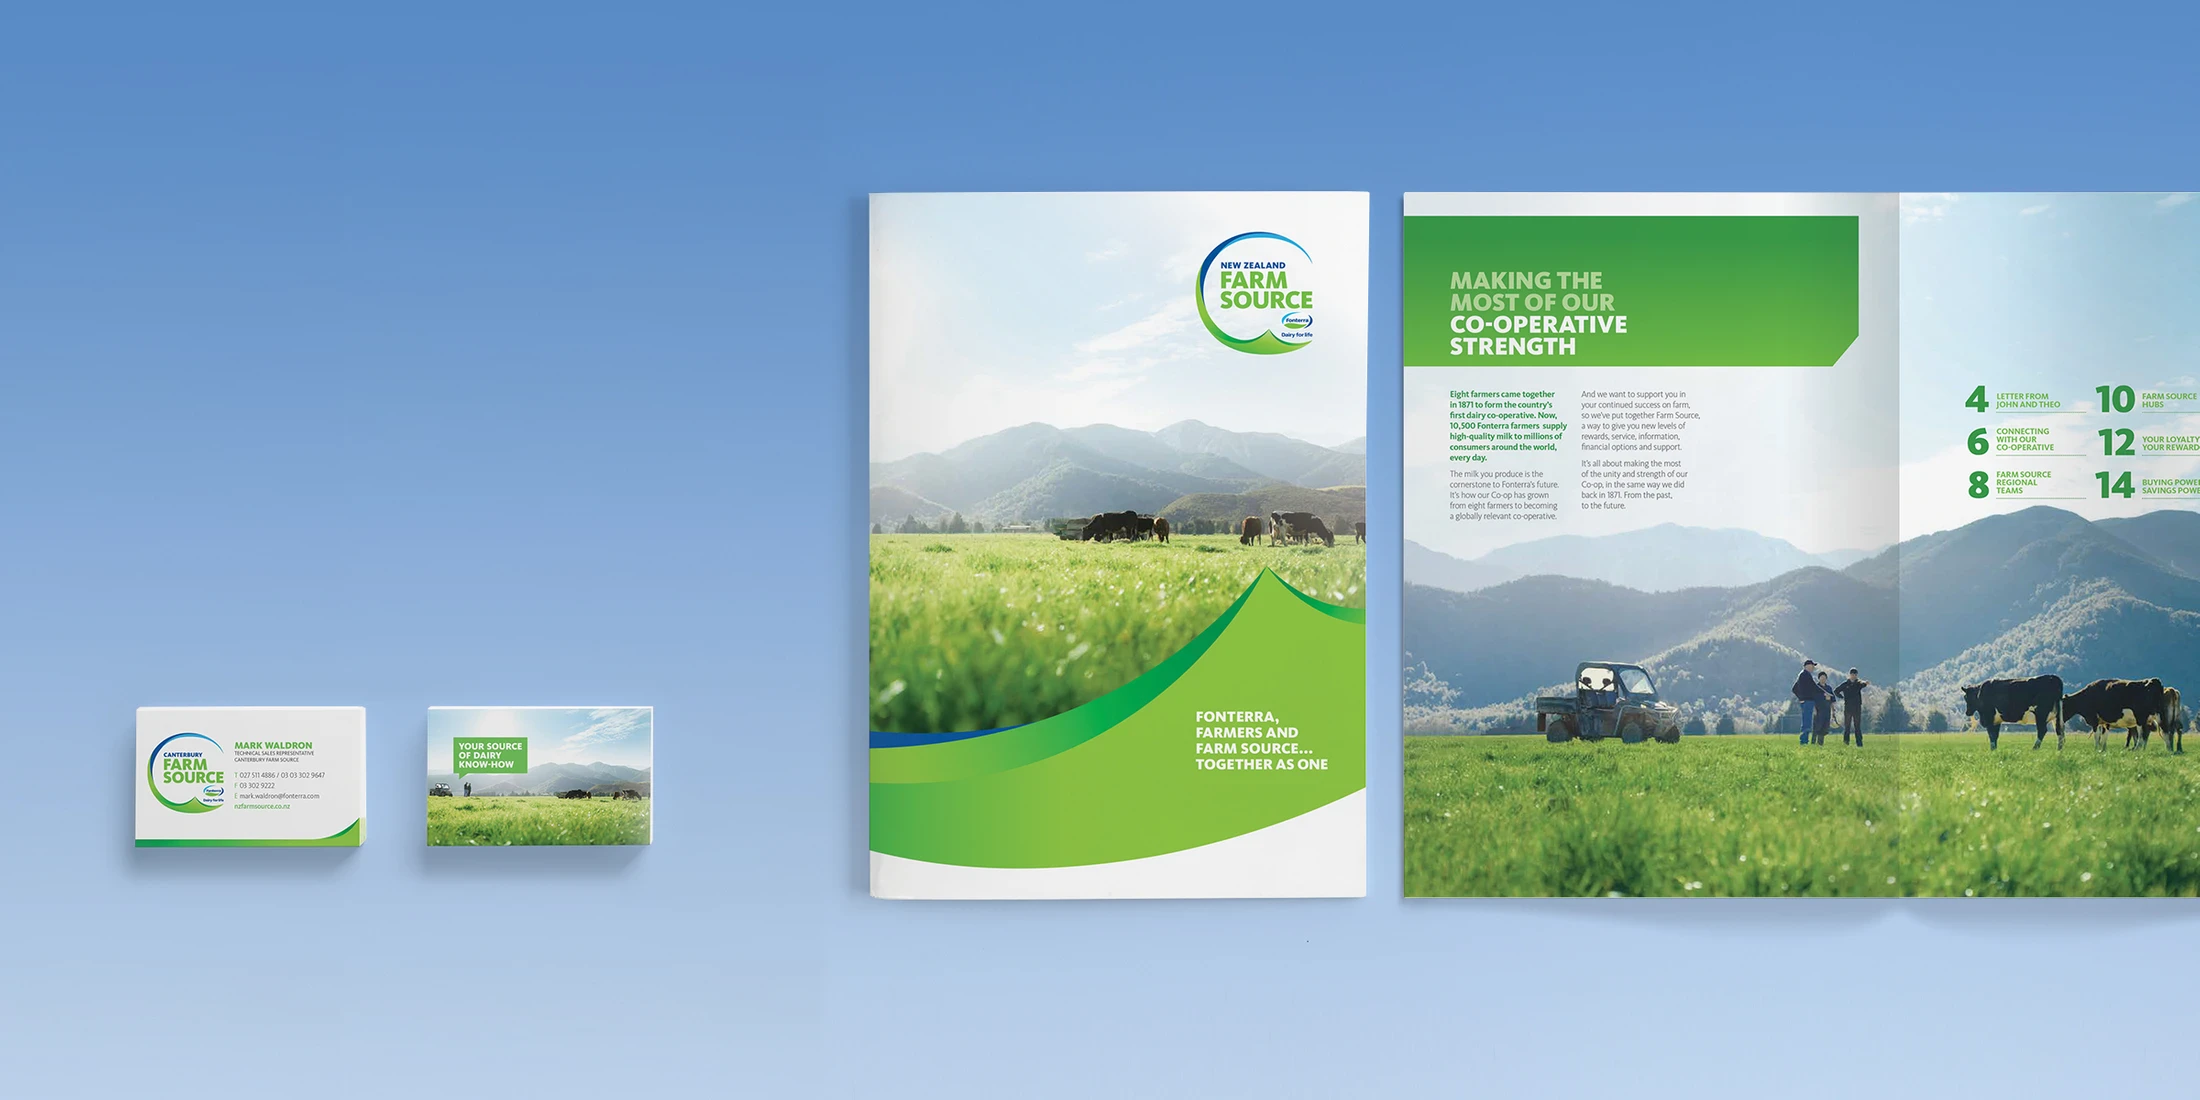 CANTERBURY
FARM
SOURCE
Fonterra
Dairy for life
MARK WALDRON
TECHNICAL SALES REPRESENTATIVE
CANTERBURY FARM SOURCE
T 027 511 4886 / 03 03 302 9647
F 03 302 9222
E mark.waldron@fonterra.com
nzfarmsource.co.nz
YOUR SOURCE
OF DAIRY
KNOW-HOW
NEW ZEALAND
FARM
SOURCE
Fonterra
Dairy for life
FONTERRA,
FARMERS AND
FARM SOURCE...
TOGETHER AS ONE
MAKING THE
MOST OF OUR
CO-OPERATIVE
STRENGTH
Eight farmers came together
in 1871 to form the country's
first dairy co-operative. Now,
10,500 Fonterra farmers supply
high-quality milk to millions of
consumers around the world,
every day.
The milk you produce is the
cornerstone to Fonterra's future.
It's how our Co-op has grown
from eight farmers to becoming
a globally relevant co-operative.
And we want to support you in
your continued success on farm,
so we've put together Farm Source,
a way to give you new levels of
rewards, service, information,
financial options and support.
It's all about making the most
of the unity and strength of our
Co-op, in the same way we did
back in 1871. From the past,
to the future.
4 LETTER FROM
JOHN AND THEO
6 CONNECTING
WITH OUR
CO-OPERATIVE
8 FARM SOURCE
REGIONAL
TEAMS
10 FARM SOURCE
HUBS
12 YOUR LOYALTY
YOUR REWARD
14 BUYING POWE
SAVINGS POWE